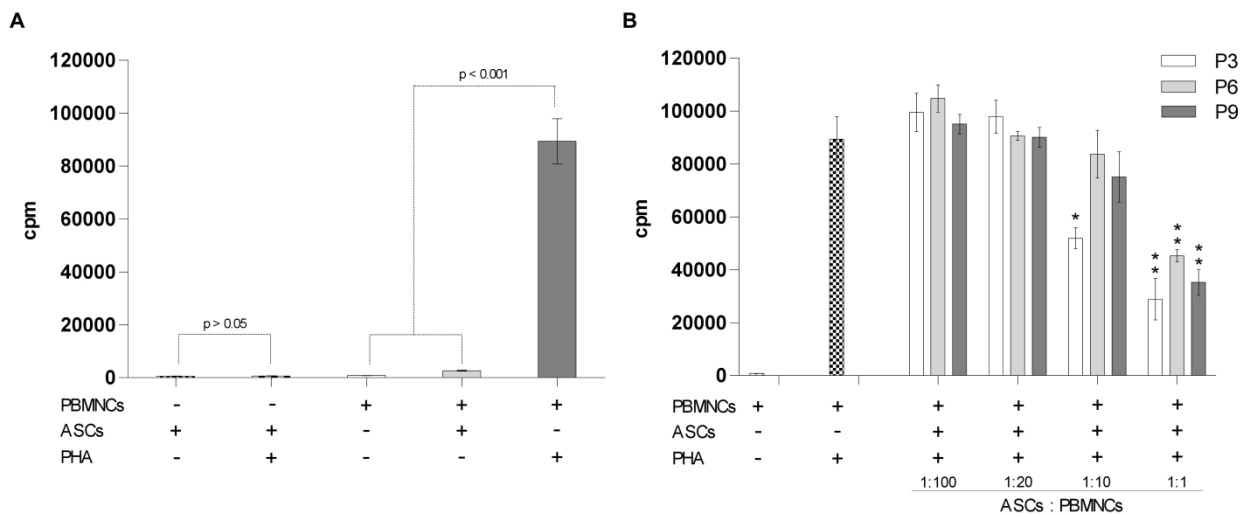 A
120000
100000
80000
60000
40000
20000
0
cpm
p > 0.05
p < 0.001
PBMNCs - - + + +
ASCs + + - + -
PHA - + - - +
B
120000
100000
80000
60000
40000
20000
0
cpm
P3
P6
P9
*
**
**
**
PBMNCs + + + + + +
ASCs - - + + + +
PHA - + + + + +
1:100 1:20 1:10 1:1
ASCs : PBMNCs